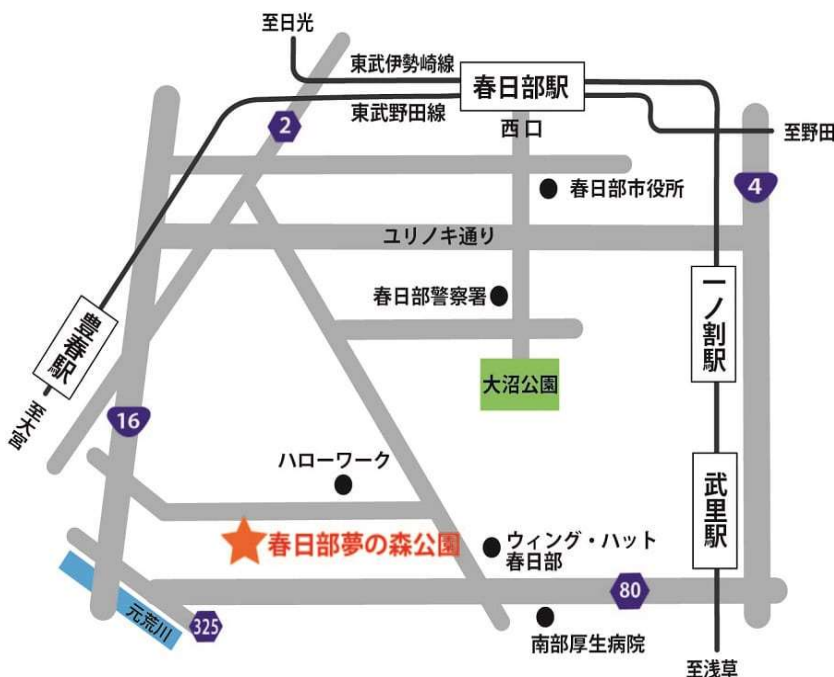 至日光
東武伊勢崎線
春日部駅
東武野田線
西口
2
至野田
春日部市役所
4
ユリノキ通り
春日部警察署
一ノ割駅
豊春駅
大沼公園
至大宮
16
ハローワーク
武里駅
春日部夢の森公園
ウィング・ハット
春日部
80
元荒川
325
南部厚生病院
至浅草